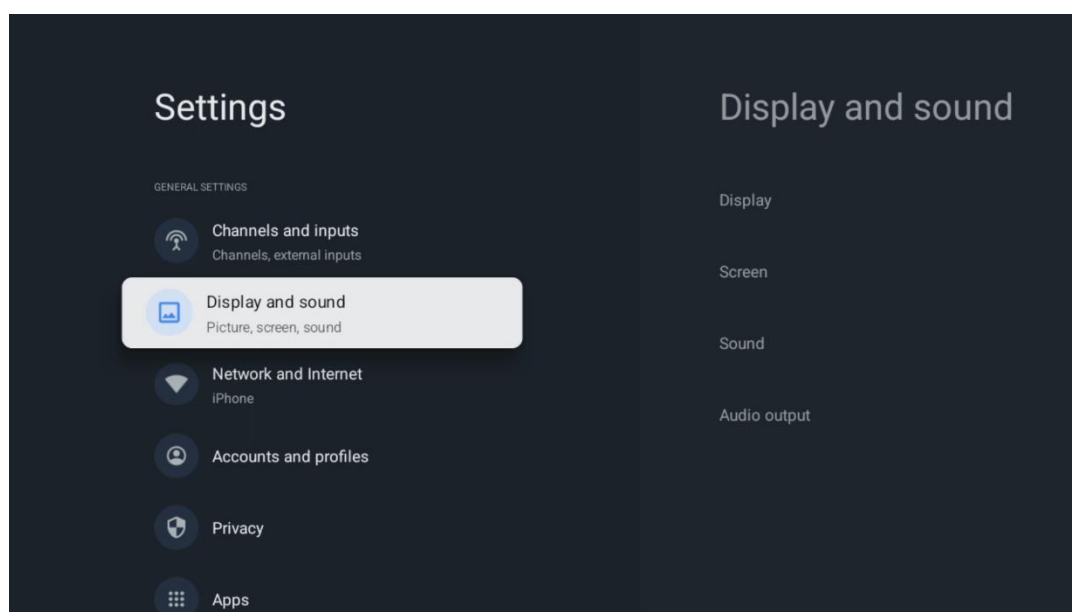 Settings
GENERAL SETTINGS
Channels and inputs
Channels, external inputs
Display and sound
Picture, screen, sound
Network and Internet
iPhone
Accounts and profiles
Privacy
Apps
Display and sound
Display
Screen
Sound
Audio output